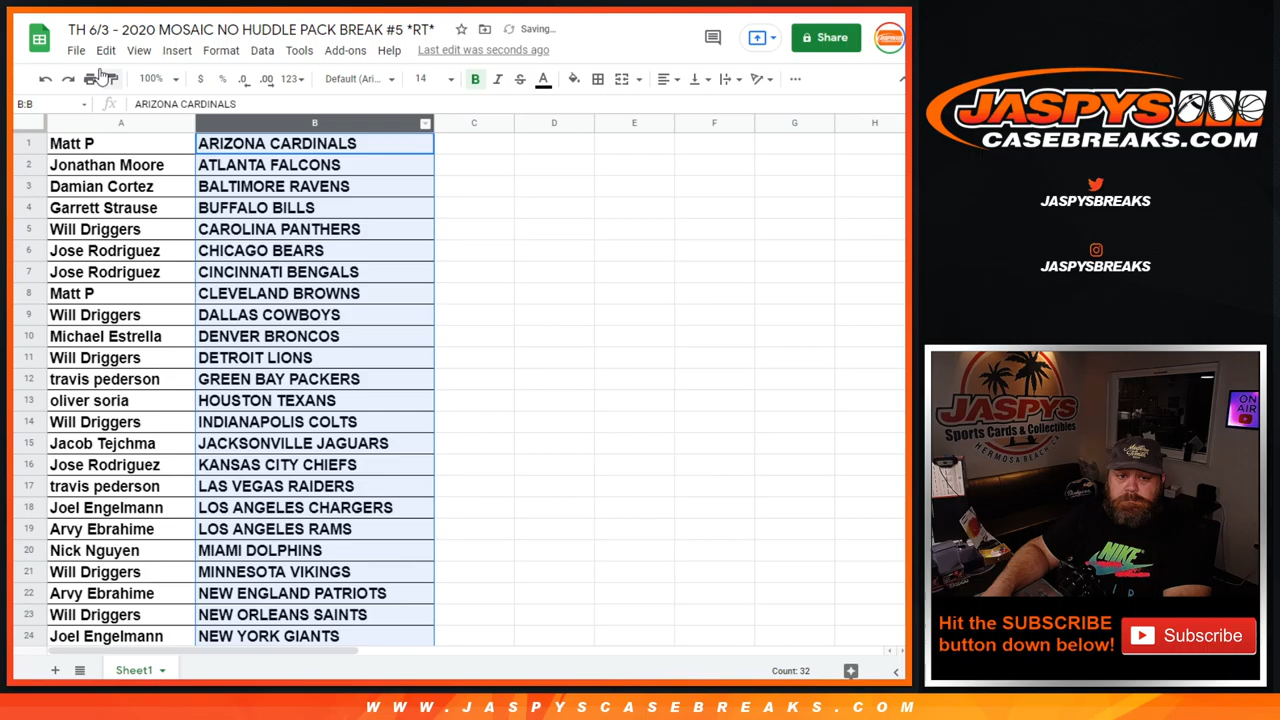 TH 6/3 - 2020 MOSAIC NO HUDDLE PACK BREAK #5 *RT*
Saving...
Share
File Edit View Insert Format Data Tools Add-ons Help Last edit was seconds ago
100% $ % .0 .00 123 Default (Ari... 14 B I S A
B:B fx ARIZONA CARDINALS
A B C D E F G H
1 Matt P ARIZONA CARDINALS
2 Jonathan Moore ATLANTA FALCONS
3 Damian Cortez BALTIMORE RAVENS
4 Garrett Strause BUFFALO BILLS
5 Will Driggers CAROLINA PANTHERS
6 Jose Rodriguez CHICAGO BEARS
7 Jose Rodriguez CINCINNATI BENGALS
8 Matt P CLEVELAND BROWNS
9 Will Driggers DALLAS COWBOYS
10 Michael Estrella DENVER BRONCOS
11 Will Driggers DETROIT LIONS
12 travis pederson GREEN BAY PACKERS
13 oliver soria HOUSTON TEXANS
14 Will Driggers INDIANAPOLIS COLTS
15 Jacob Tejchma JACKSONVILLE JAGUARS
16 Jose Rodriguez KANSAS CITY CHIEFS
17 travis pederson LAS VEGAS RAIDERS
18 Joel Engelmann LOS ANGELES CHARGERS
19 Arvy Ebrahime LOS ANGELES RAMS
20 Nick Nguyen MIAMI DOLPHINS
21 Will Driggers MINNESOTA VIKINGS
22 Arvy Ebrahime NEW ENGLAND PATRIOTS
23 Will Driggers NEW ORLEANS SAINTS
24 Joel Engelmann NEW YORK GIANTS
Sheet1
Count: 32
JASPYS
CASEBREAKS.COM
JASPYSBREAKS
JASPYSBREAKS
JASPYS
Sports Cards & Collectibles
HERMOSA BEACH, CA
ON
AIR
NIKE
Hit the SUBSCRIBE
button down below!
Subscribe
WWW.JASPYSCASEBREAKS.COM